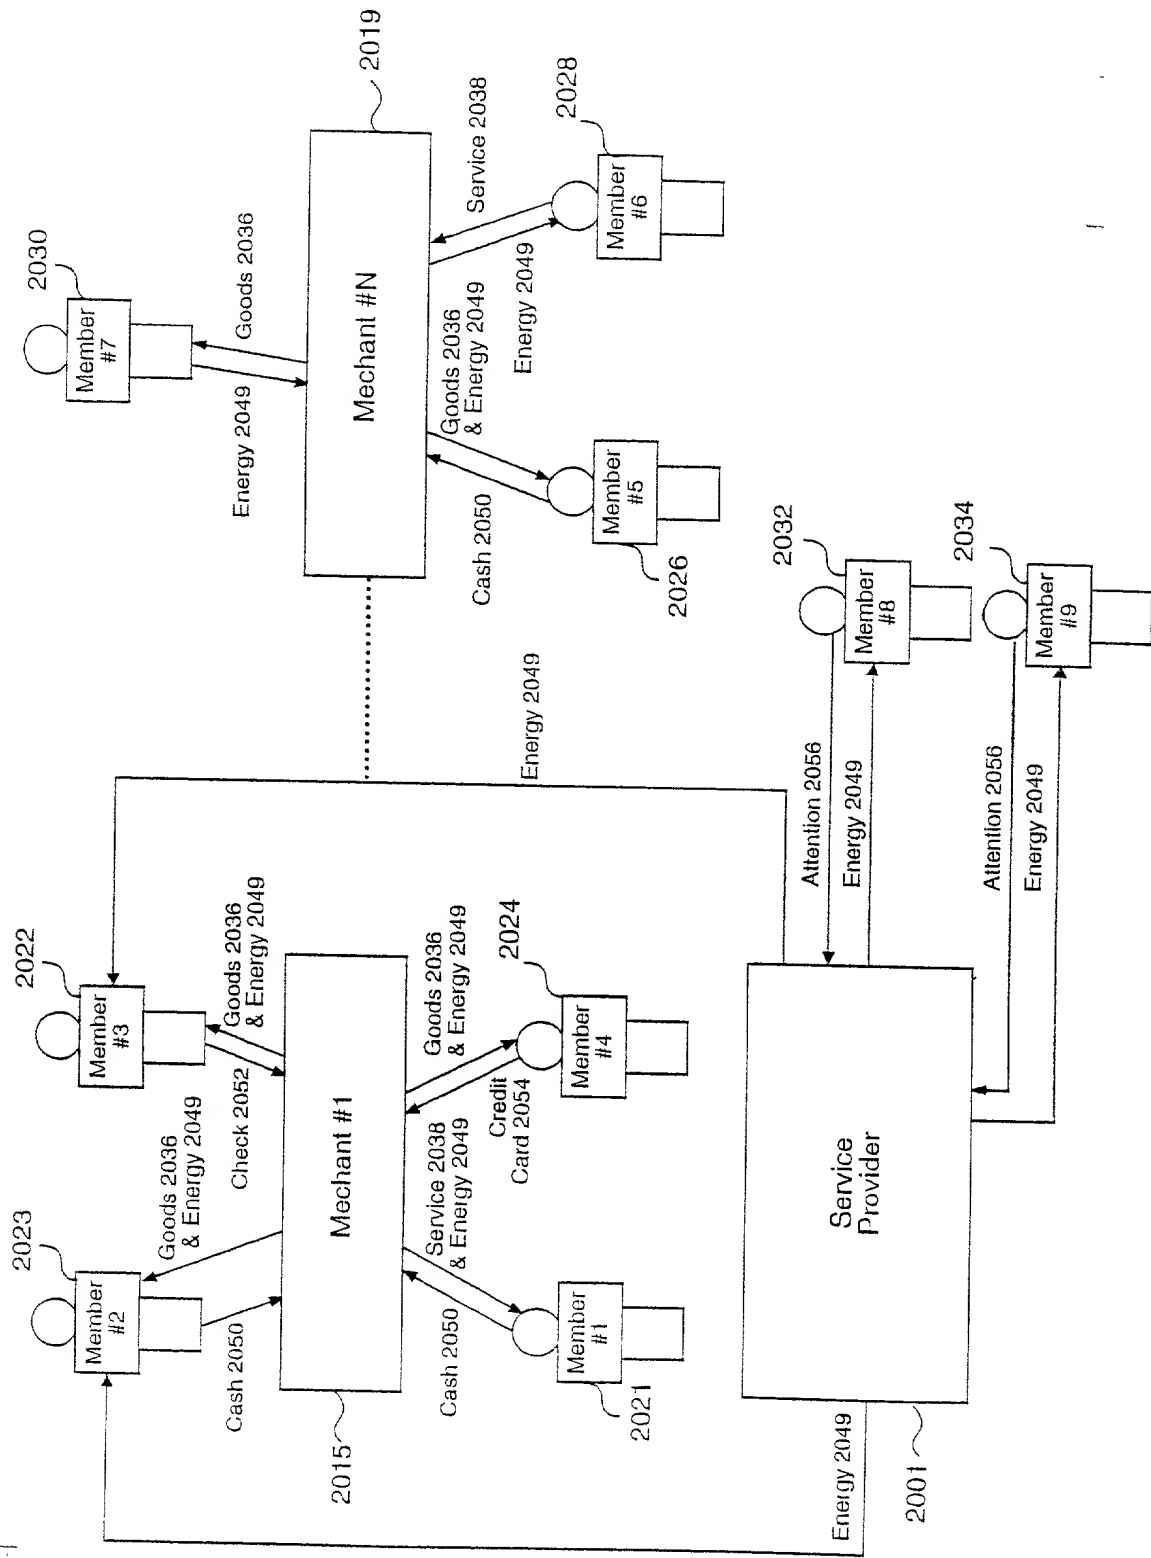 2023
Member
#2
Cash 2050
Goods 2036
& Energy 2049
2022
Member
#3
Check 2052
Goods 2036
& Energy 2049
2015
Mechant #1
Cash 2050
Service 2038
& Energy 2049
Credit
Card 2054
Goods 2036
& Energy 2049
2021
Member
#1
2024
Member
#4
Energy 2049
2030
Member
#7
Energy 2049
Goods 2036
2019
Mechant #N
Cash 2050
Goods 2036
& Energy 2049
Energy 2049
Service 2038
2026
Member
#5
2028
Member
#6
Energy 2049
2001
Service
Provider
Attention 2056
Energy 2049
2032
Member
#8
Attention 2056
Energy 2049
2034
Member
#9